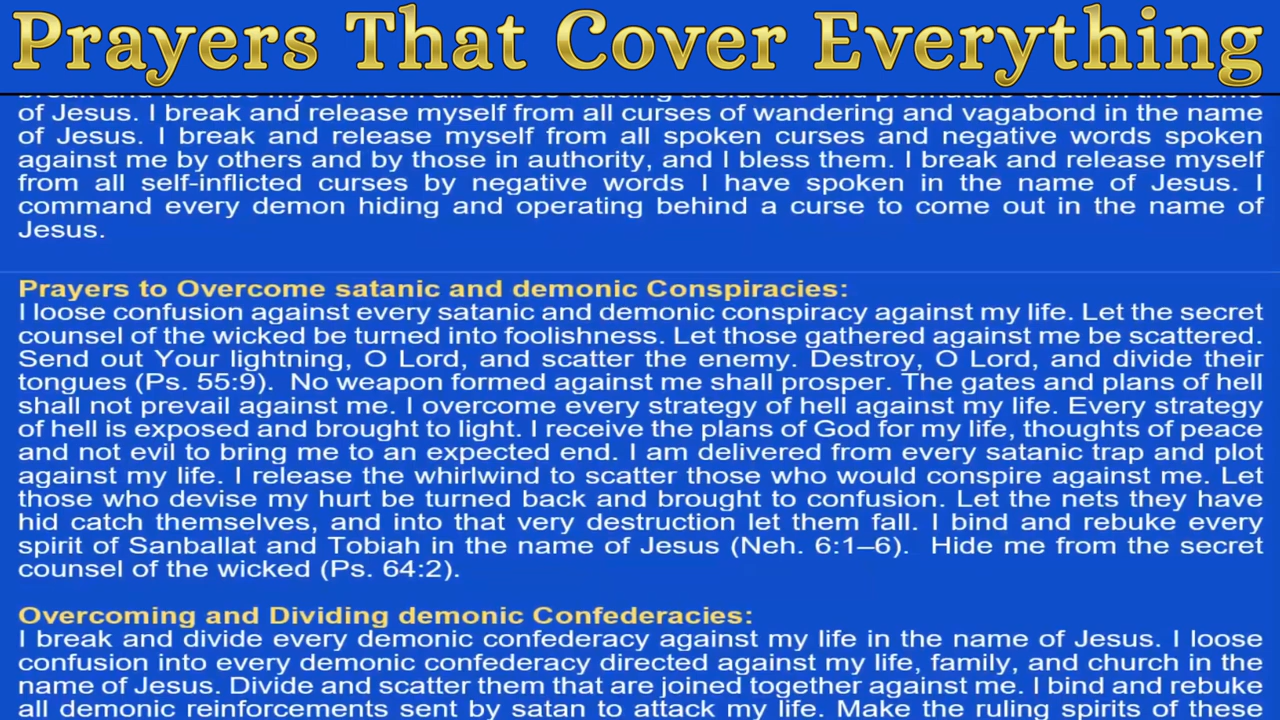 Prayers That Cover Everything
break and release myself from all curses causing accidents and premature death in the name
of Jesus. I break and release myself from all curses of wandering and vagabond in the name
of Jesus. I break and release myself from all spoken curses and negative words spoken
against me by others and by those in authority, and I bless them. I break and release myself
from all self-inflicted curses by negative words I have spoken in the name of Jesus. I
command every demon hiding and operating behind a curse to come out in the name of
Jesus.
Prayers to Overcome satanic and demonic Conspiracies:
I loose confusion against every satanic and demonic conspiracy against my life. Let the secret
counsel of the wicked be turned into foolishness. Let those gathered against me be scattered.
Send out Your lightning, O Lord, and scatter the enemy. Destroy, O Lord, and divide their
tongues (Ps. 55:9).  No weapon formed against me shall prosper. The gates and plans of hell
shall not prevail against me. I overcome every strategy of hell against my life. Every strategy
of hell is exposed and brought to light. I receive the plans of God for my life, thoughts of peace
and not evil to bring me to an expected end. I am delivered from every satanic trap and plot
against my life. I release the whirlwind to scatter those who would conspire against me. Let
those who devise my hurt be turned back and brought to confusion. Let the nets they have
hid catch themselves, and into that very destruction let them fall. I bind and rebuke every
spirit of Sanballat and Tobiah in the name of Jesus (Neh. 6:1–6).  Hide me from the secret
counsel of the wicked (Ps. 64:2).
Overcoming and Dividing demonic Confederacies:
I break and divide every demonic confederacy against my life in the name of Jesus. I loose
confusion into every demonic confederacy directed against my life, family, and church in the
name of Jesus. Divide and scatter them that are joined together against me. I bind and rebuke
all demonic reinforcements sent by satan to attack my life. Make the ruling spirits of these